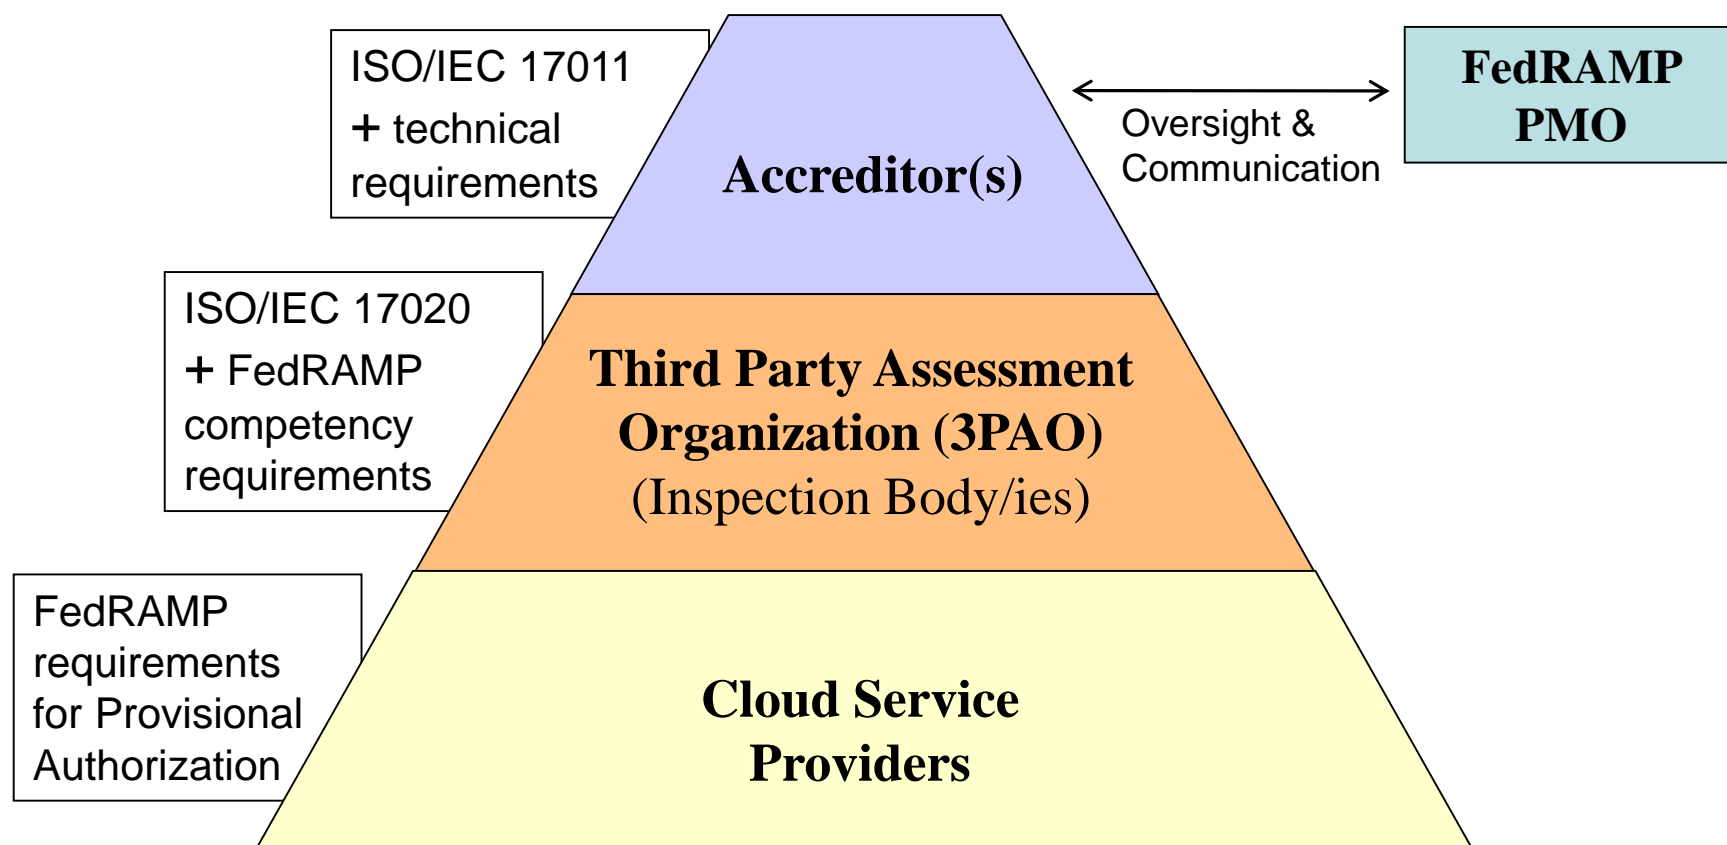 ISO/IEC 17011
+ technical
requirements
Accreditor(s)
Oversight &
Communication
FedRAMP
PMO
ISO/IEC 17020
+ FedRAMP
competency
requirements
Third Party Assessment
Organization (3PAO)
(Inspection Body/ies)
FedRAMP
requirements
for Provisional
Authorization
Cloud Service
Providers